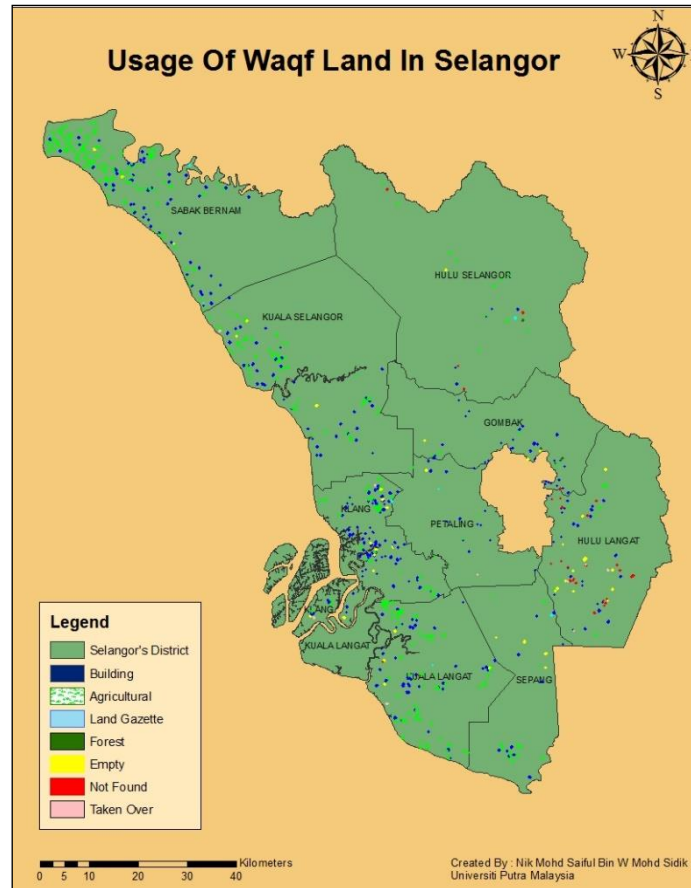 Usage Of Waqf Land In Selangor
N
W
E
S
SABAK BERNAM
HULU SELANGOR
KUALA SELANGOR
GOMBAK
KLANG
PETALING
HULU LANGAT
KLANG
KUALA LANGAT
KUALA LANGAT
SEPANG
Legend
Selangor's District
Building
Agricultural
Land Gazette
Forest
Empty
Not Found
Taken Over
Kilometers
0 5 10 20 30 40
Created By : Nik Mohd Saiful Bin W Mohd Sidik
Universiti Putra Malaysia